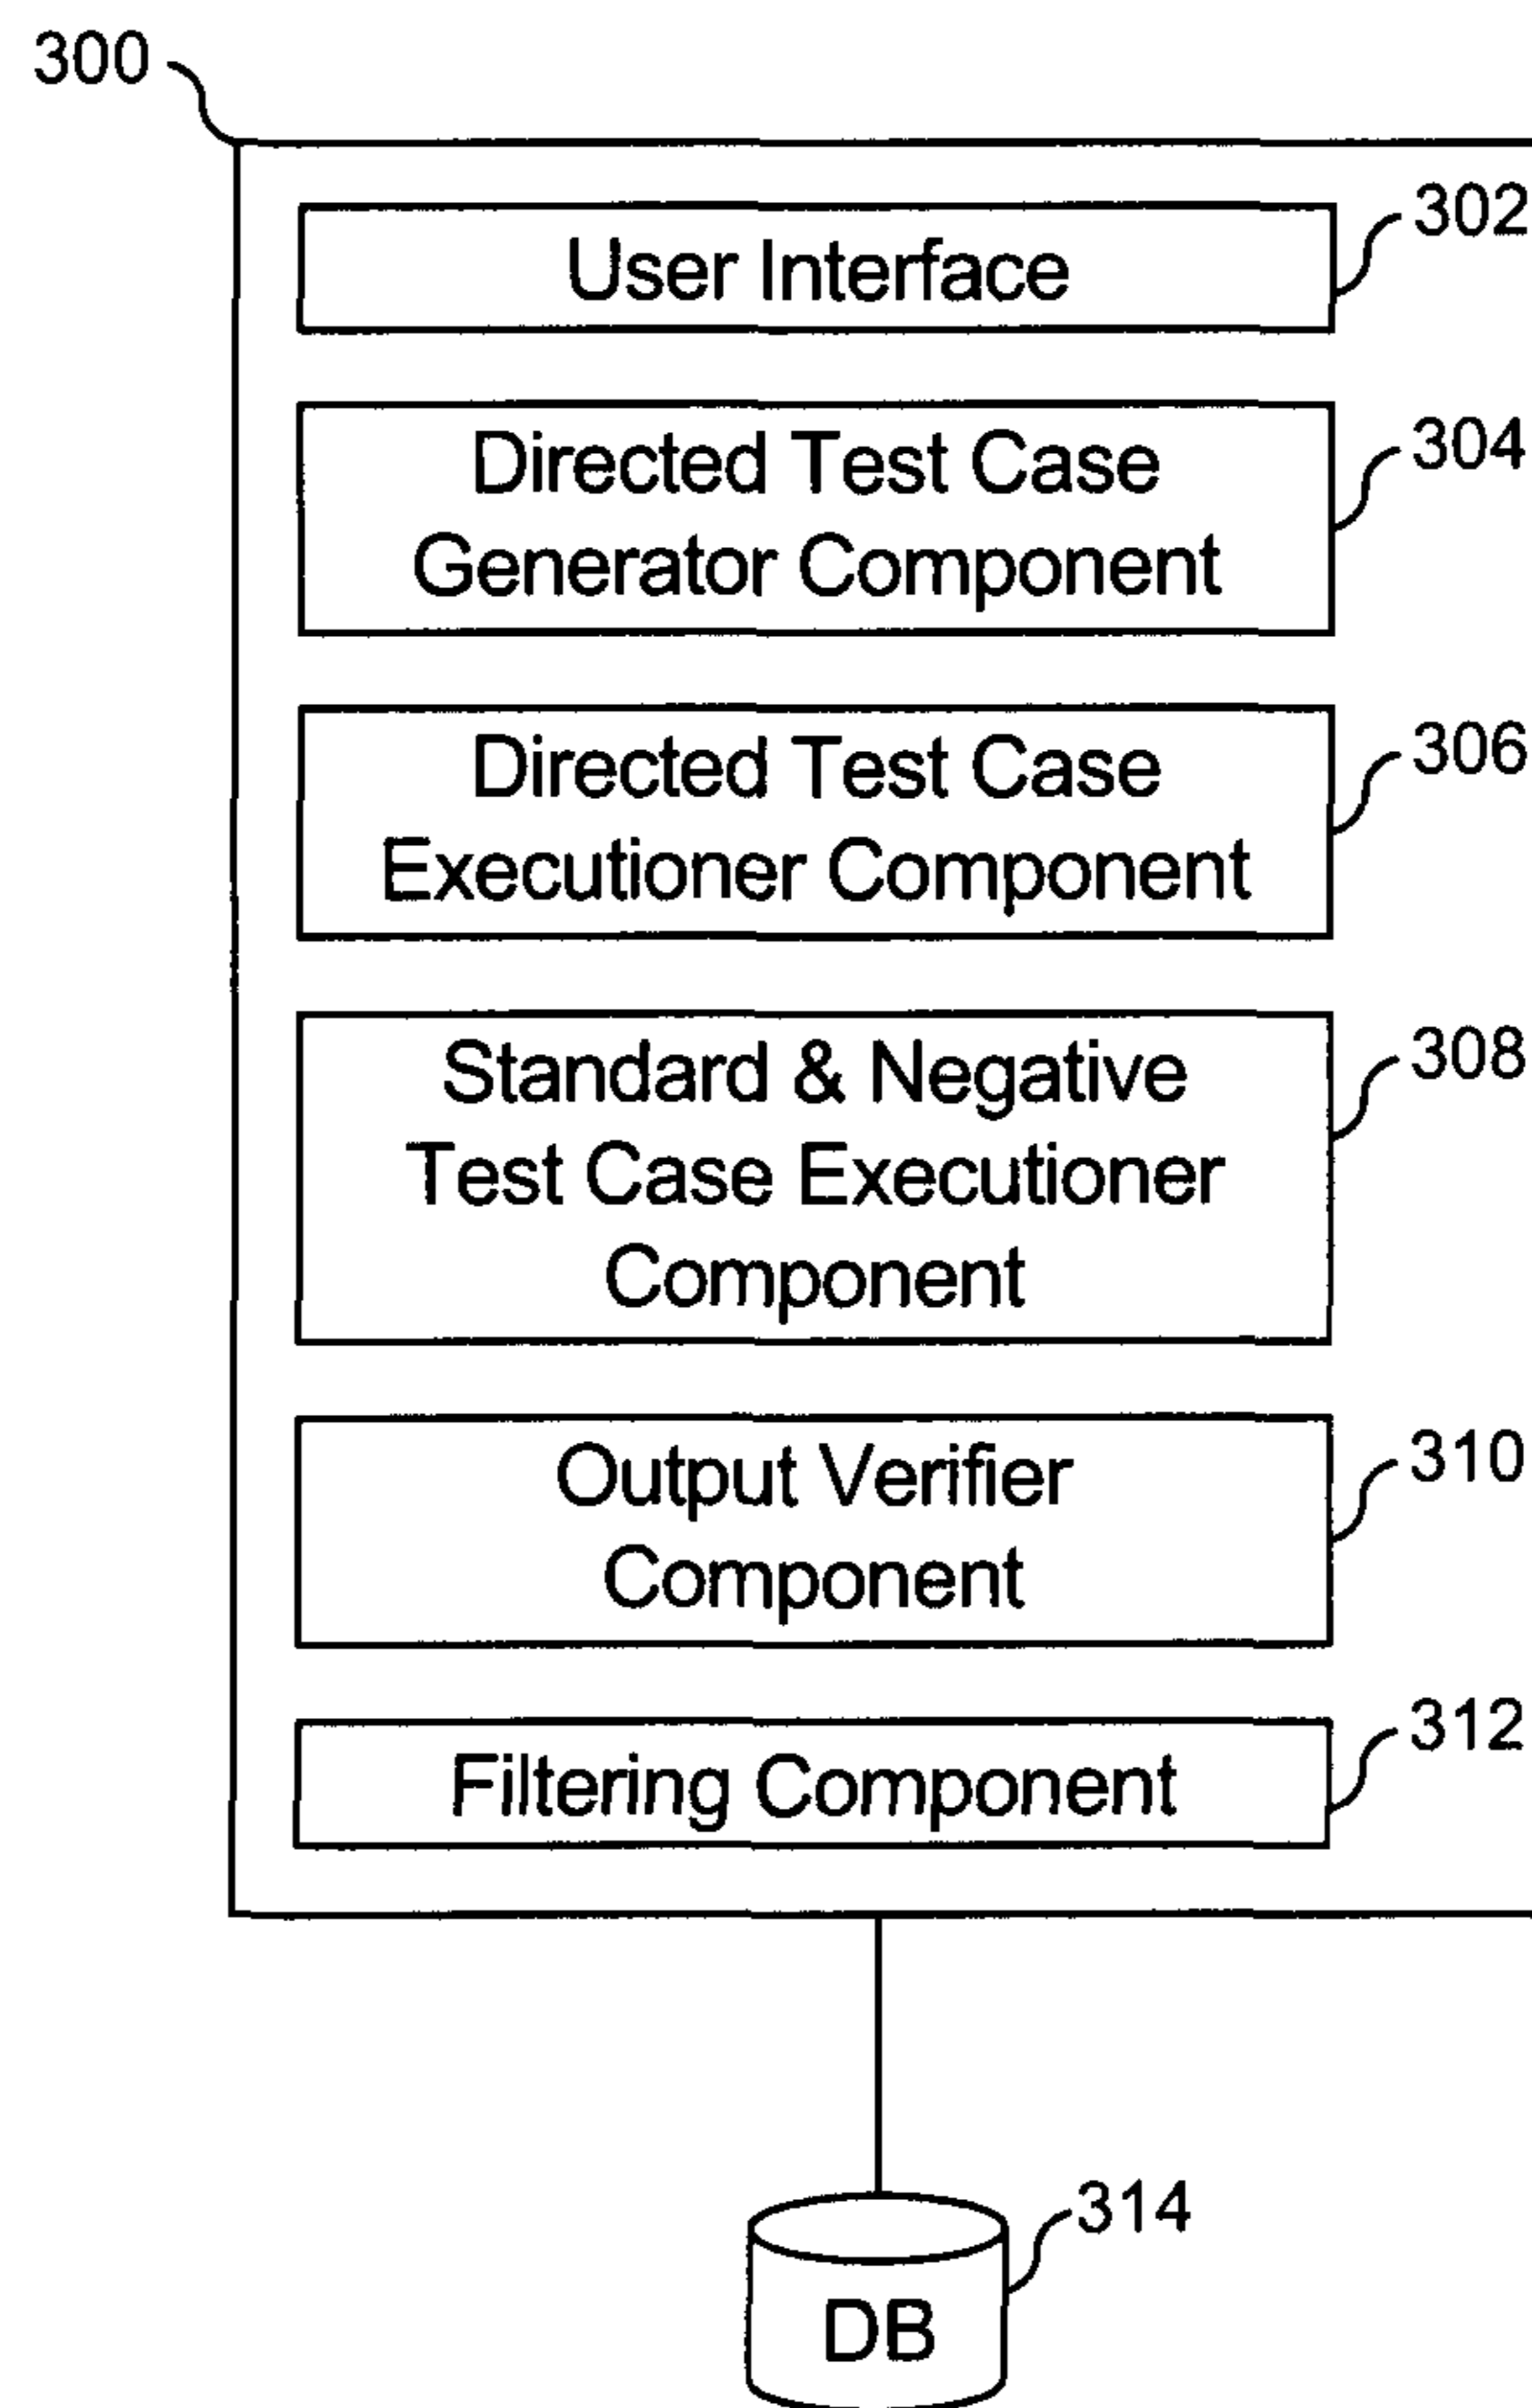 300
302
User Interface
304
Directed Test Case
Generator Component
306
Directed Test Case
Executioner Component
308
Standard & Negative
Test Case Executioner
Component
310
Output Verifier
Component
312
Filtering Component
314
DB